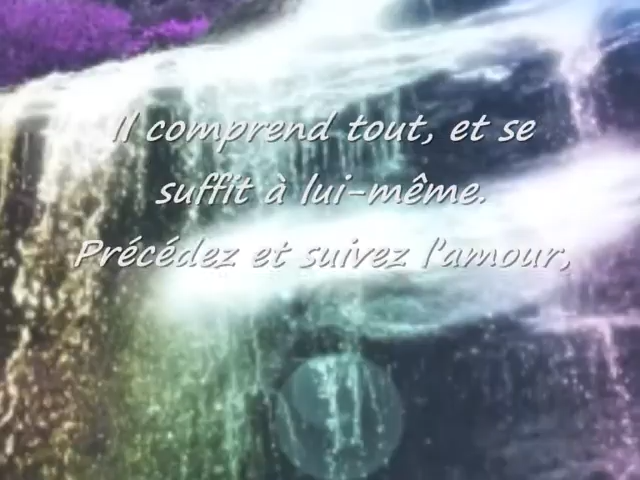 Il comprend tout, et se
suffit à lui-même.
Précédez et suivez l'amour,